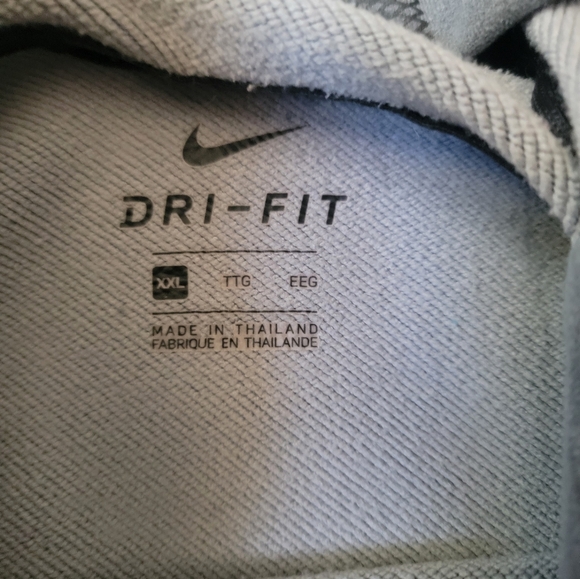 DRI-FIT
XXL TTG EEG
MADE IN THAILAND
FABRIQUE EN THAILANDE